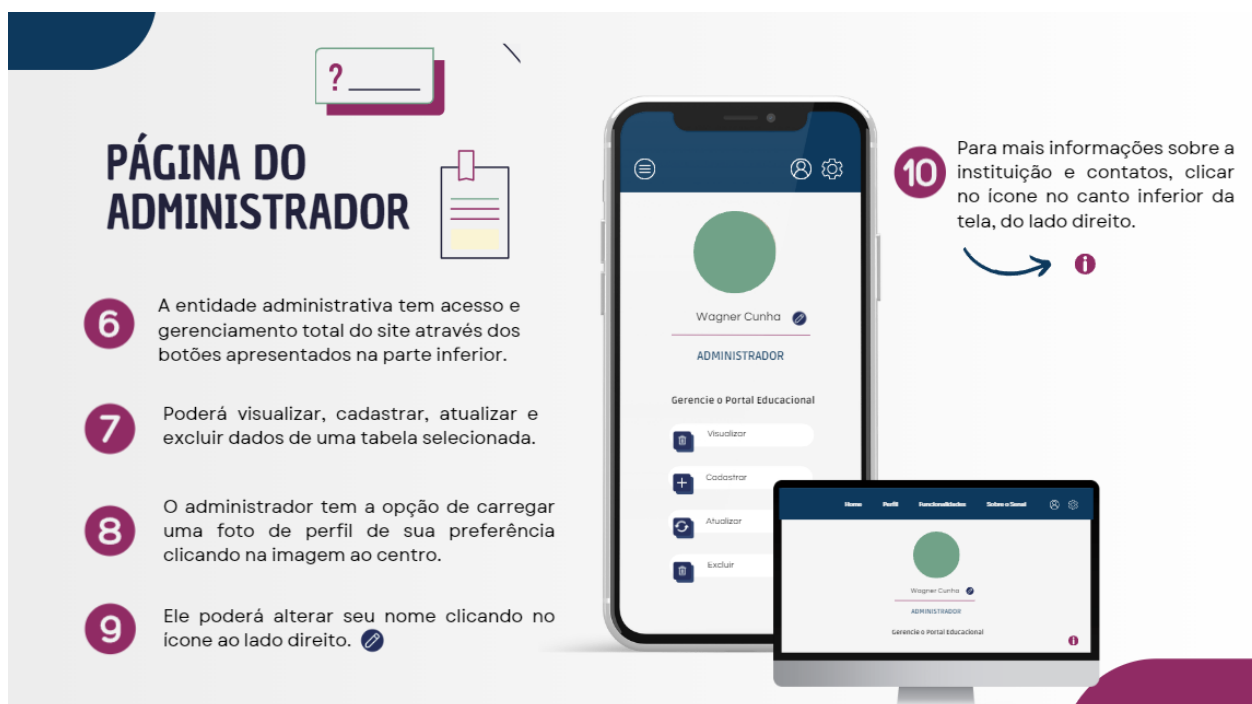 ?
PÁGINA DO
ADMINISTRADOR
6
A entidade administrativa tem acesso e
gerenciamento total do site através dos
botões apresentados na parte inferior.
7
Poderá visualizar, cadastrar, atualizar e
excluir dados de uma tabela selecionada.
8
O administrador tem a opção de carregar
uma foto de perfil de sua preferência
clicando na imagem ao centro.
9
Ele poderá alterar seu nome clicando no
ícone ao lado direito.
Wagner Cunha
ADMINISTRADOR
Gerencie o Portal Educacional
Visualizar
Cadastrar
Atualizar
Excluir
10
Para mais informações sobre a
instituição e contatos, clicar
no ícone no canto inferior da
tela, do lado direito.
i
Home Perfil Funcionalidades Sobre o Senai
Wagner Cunha
ADMINISTRADOR
Gerencie o Portal Educacional
i